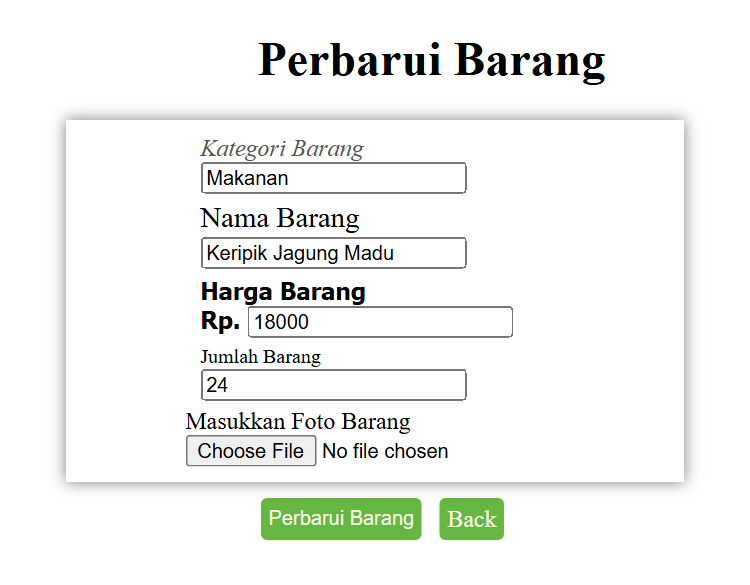 Perbarui Barang
Kategori Barang
Makanan
Nama Barang
Keripik Jagung Madu
Harga Barang
Rp. 18000
Jumlah Barang
24
Masukkan Foto Barang
Choose File No file chosen
Perbarui Barang Back